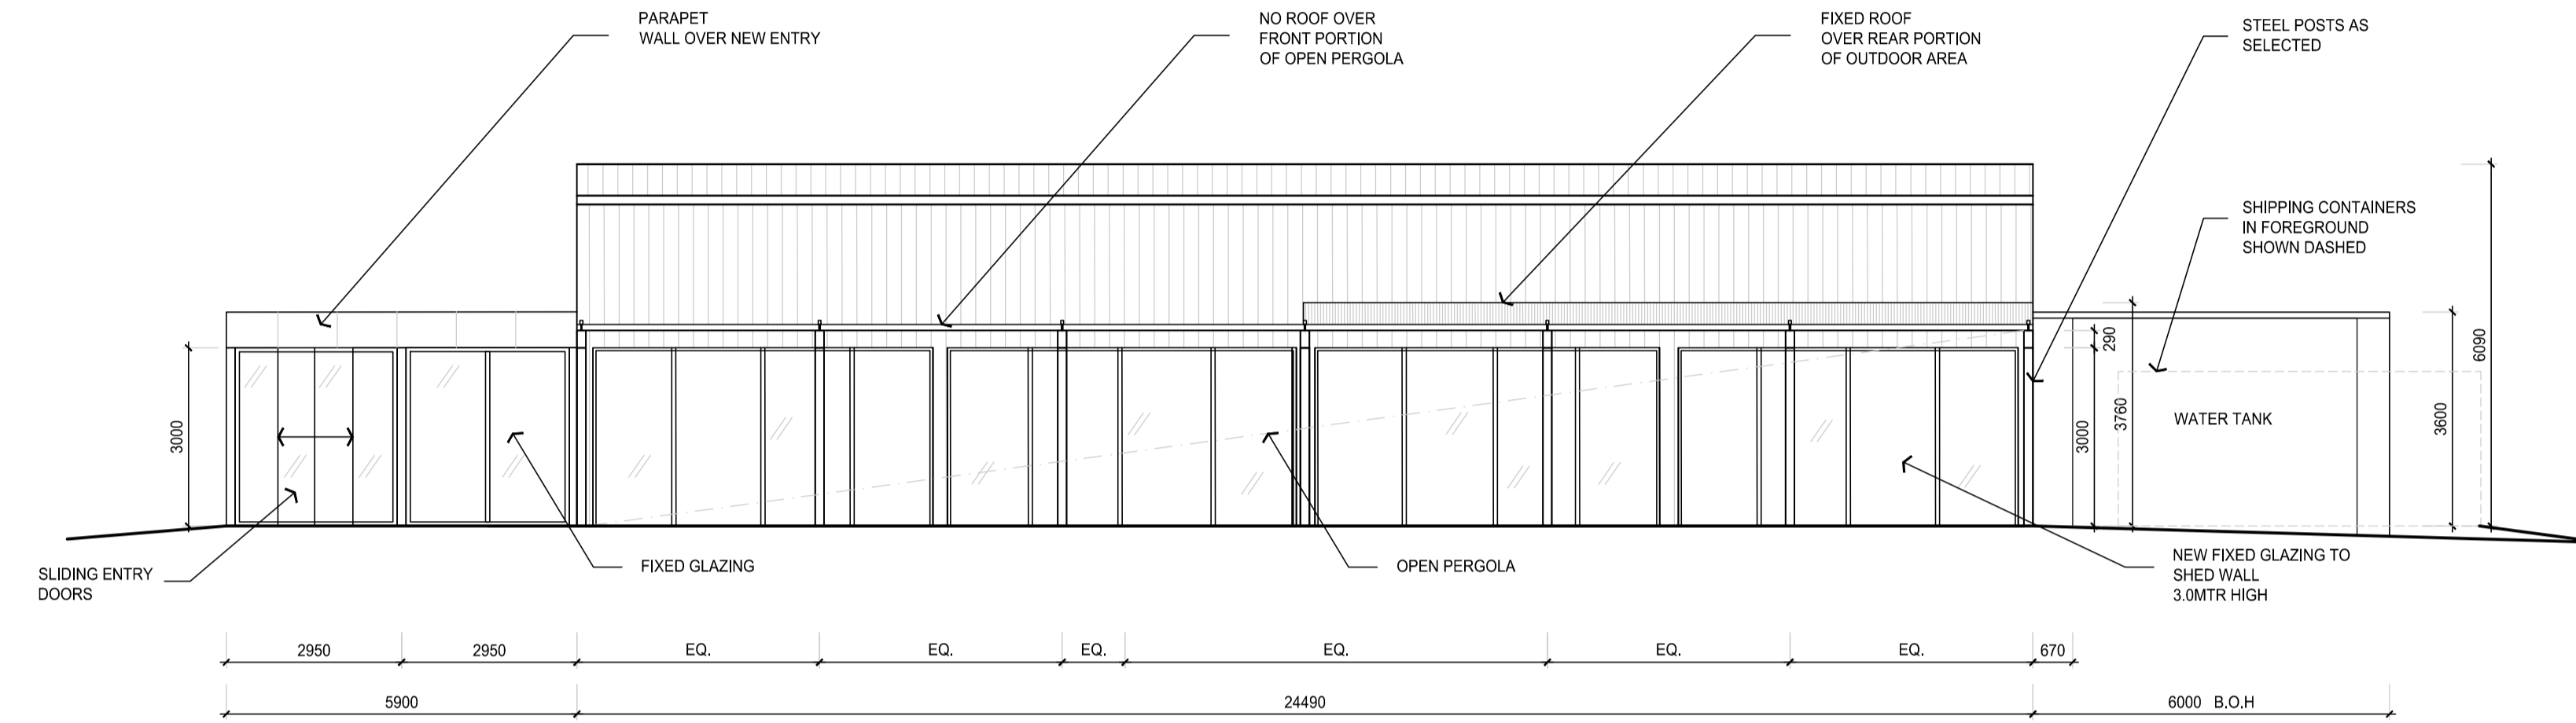 PARAPET
WALL OVER NEW ENTRY
NO ROOF OVER
FRONT PORTION
OF OPEN PERGOLA
FIXED ROOF
OVER REAR PORTION
OF OUTDOOR AREA
STEEL POSTS AS
SELECTED
SHIPPING CONTAINERS
IN FOREGROUND
SHOWN DASHED
3000
290
3000
3760
WATER TANK
3600
6090
SLIDING ENTRY
DOORS
FIXED GLAZING
OPEN PERGOLA
NEW FIXED GLAZING TO
SHED WALL
3.0MTR HIGH
2950
2950
EQ.
EQ.
EQ.
EQ.
EQ.
EQ.
670
5900
24490
6000 B.O.H